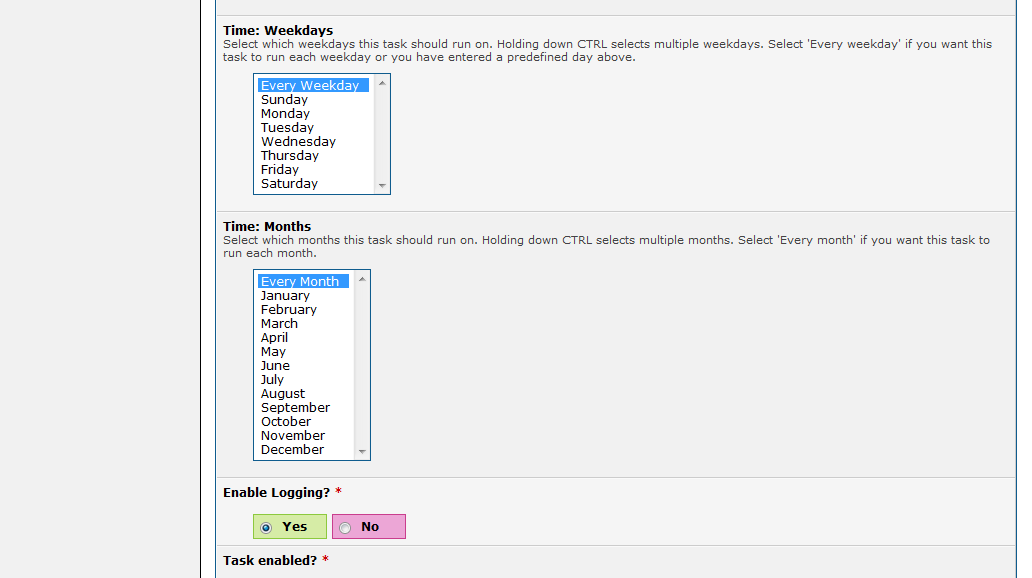 Time: Weekdays
Select which weekdays this task should run on. Holding down CTRL selects multiple weekdays. Select 'Every weekday' if you want this
task to run each weekday or you have entered a predefined day above.
Every Weekday
Sunday
Monday
Tuesday
Wednesday
Thursday
Friday
Saturday
Time: Months
Select which months this task should run on. Holding down CTRL selects multiple months. Select 'Every month' if you want this task to
run each month.
Every Month
January
February
March
April
May
June
July
August
September
October
November
December
Enable Logging? *
Yes No
Task enabled? *